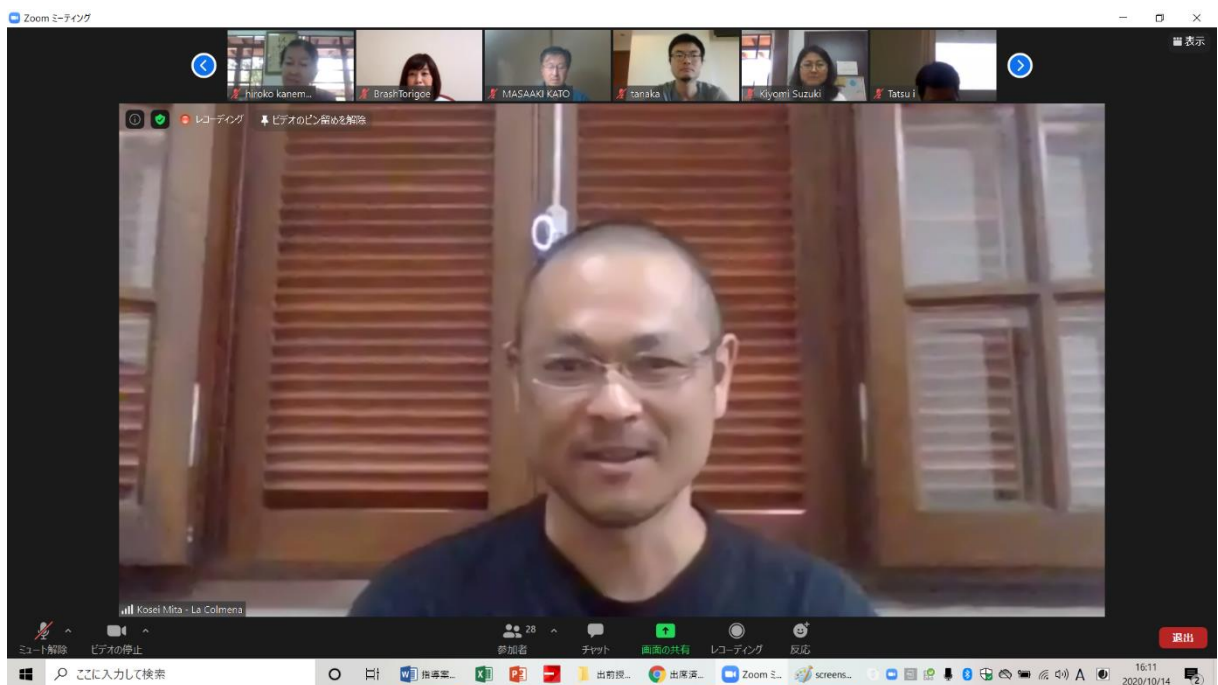 Zoom ミーティング
表示
hiroko kanem...
BrashTorigoe
MASAAKI KATO
tanaka
Kiyomi Suzuki
Tatsu i
レコーディング
ビデオのピン留めを解除
Kosei Mita - La Colmena
ミュート解除
ビデオの停止
28
参加者
チャット
画面の共有
レコーディング
反応
退出
ここに入力して検索
指導案...
出前授...
出席済...
Zoom ミ...
screens...
A
16:11
2020/10/14
2